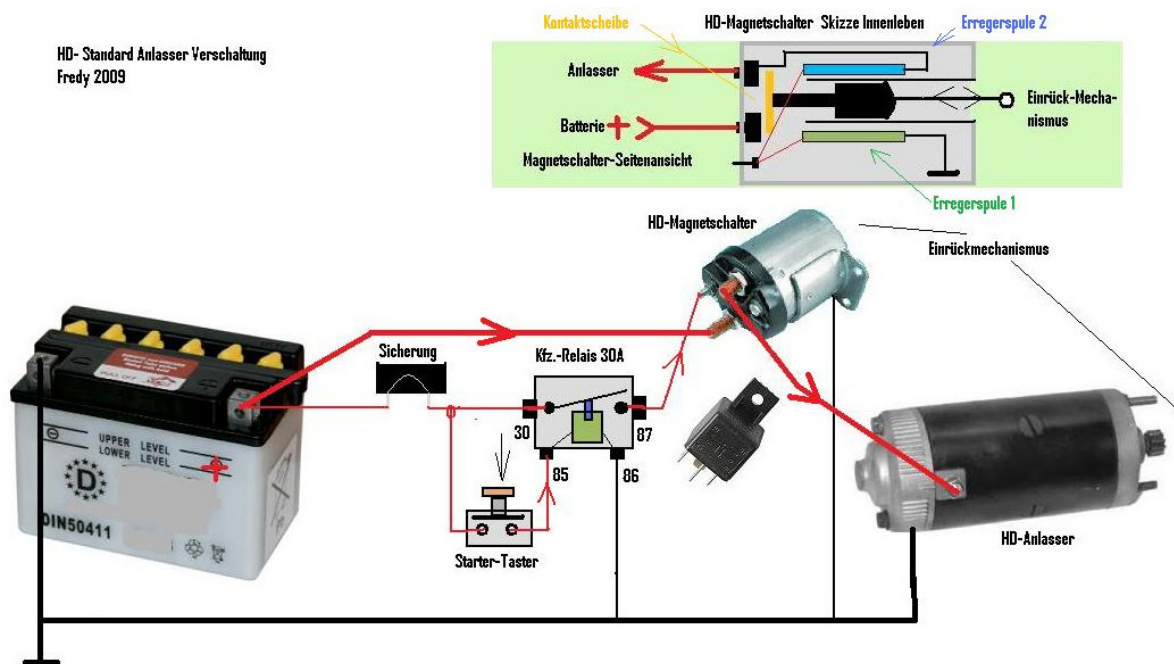 HD- Standard Anlasser Verschaltung
Fredy 2009
Kontaktscheibe
HD-Magnetschalter Skizze Innenleben
Erregerspule 2
Anlasser
Batterie +
Einrück-Mecha-
nismus
Magnetschalter-Seitenansicht
Erregerspule 1
HD-Magnetschalter
Einrückmechanismus
Sicherung
Kfz.-Relais 30A
30
87
85
86
UPPER LEVEL
LOWER LEVEL
D
DIN50411
Starter-Taster
HD-Anlasser